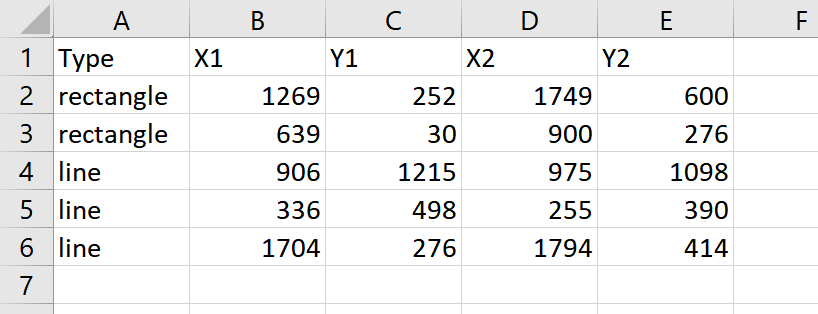 A B C D E F
1 Type X1 Y1 X2 Y2
2 rectangle 1269 252 1749 600
3 rectangle 639 30 900 276
4 line 906 1215 975 1098
5 line 336 498 255 390
6 line 1704 276 1794 414
7